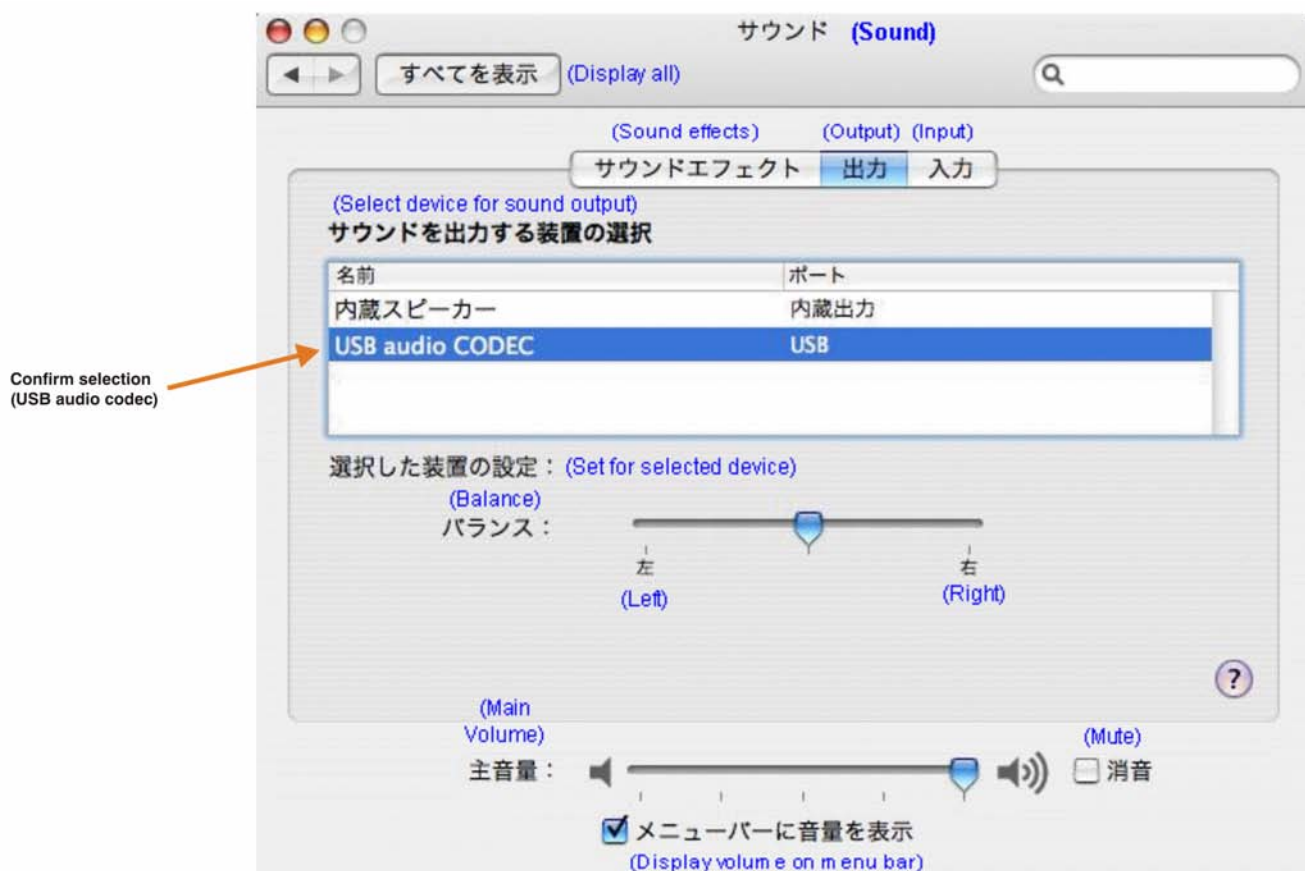 サウンド (Sound)
すべてを表示 (Display all)
(Sound effects) (Output) (Input)
サウンドエフェクト 出力 入力
(Select device for sound output)
サウンドを出力する装置の選択
名前 ポート
内蔵スピーカー 内蔵出力
USB audio CODEC USB
Confirm selection
(USB audio codec)
選択した装置の設定：(Set for selected device)
(Balance)
バランス：
左 右
(Left) (Right)
?
(Main
Volume)
(Mute)
主音量： 消音
メニューバーに音量を表示
(Display volume on menu bar)